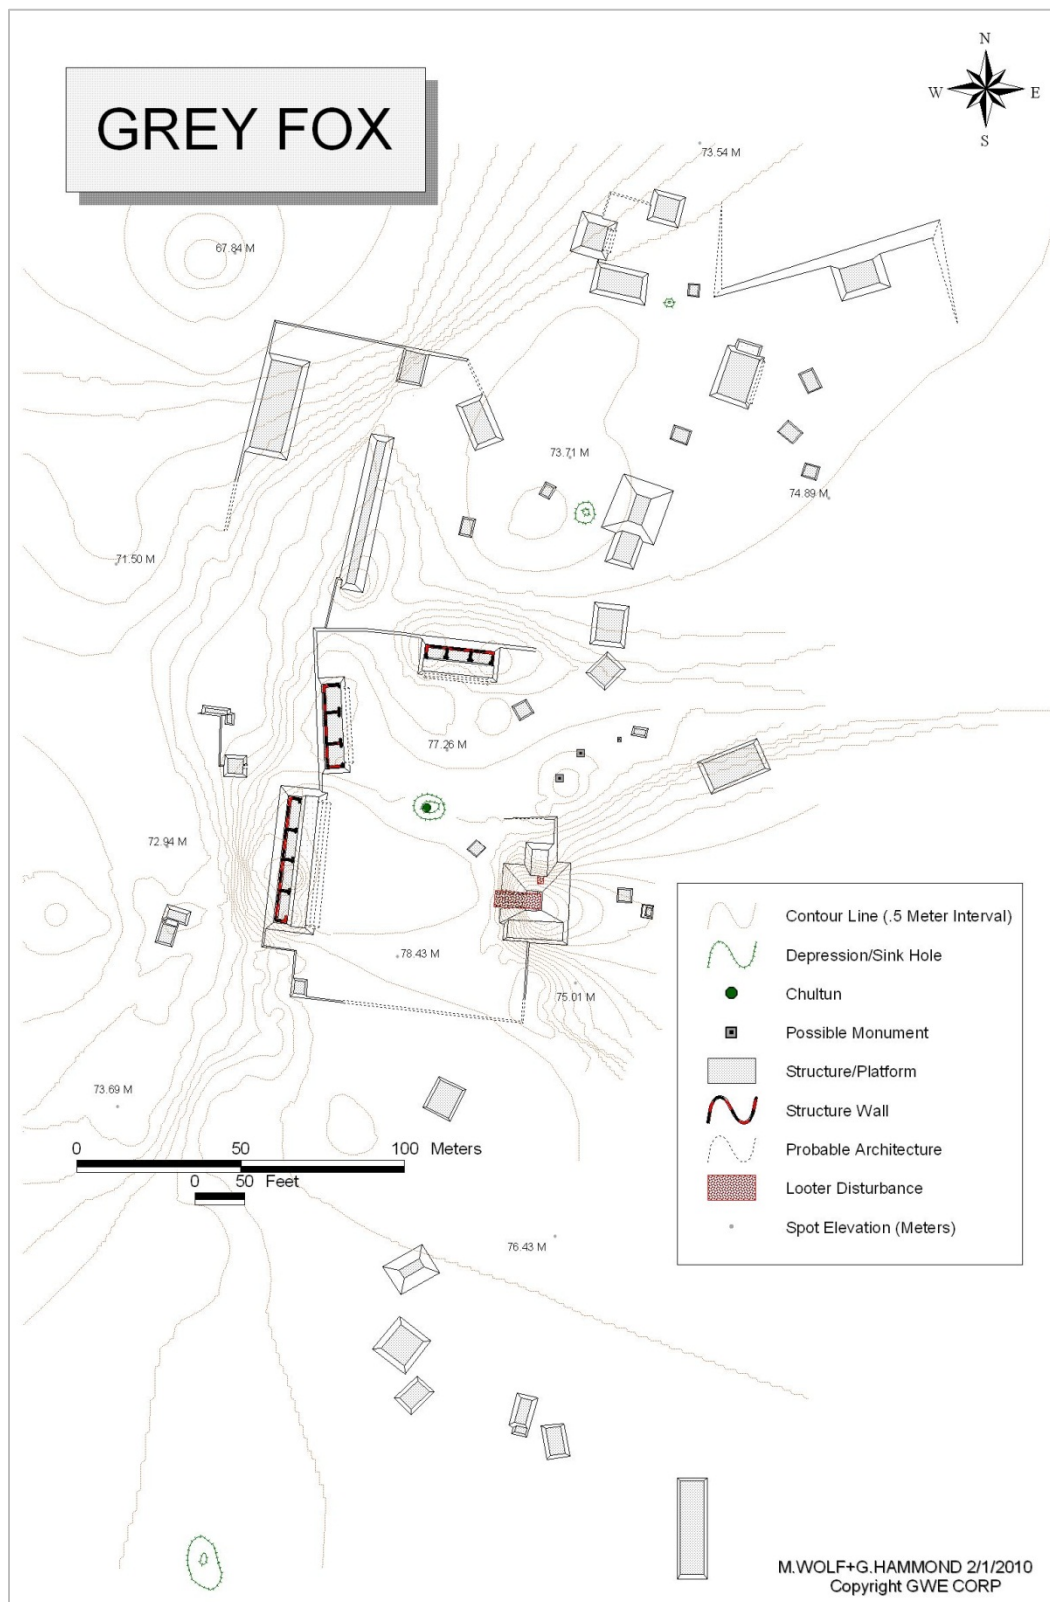 GREY FOX
N
W E
S
73.54 M
67.84 M
73.71 M
74.89 M
71.50 M
77.26 M
72.94 M
78.43 M
75.01 M
73.69 M
0 50 100 Meters
0 50 Feet
76.43 M
Contour Line (.5 Meter Interval)
Depression/Sink Hole
Chultun
Possible Monument
Structure/Platform
Structure Wall
Probable Architecture
Looter Disturbance
Spot Elevation (Meters)
M.WOLF+G.HAMMOND 2/1/2010
Copyright GWE CORP